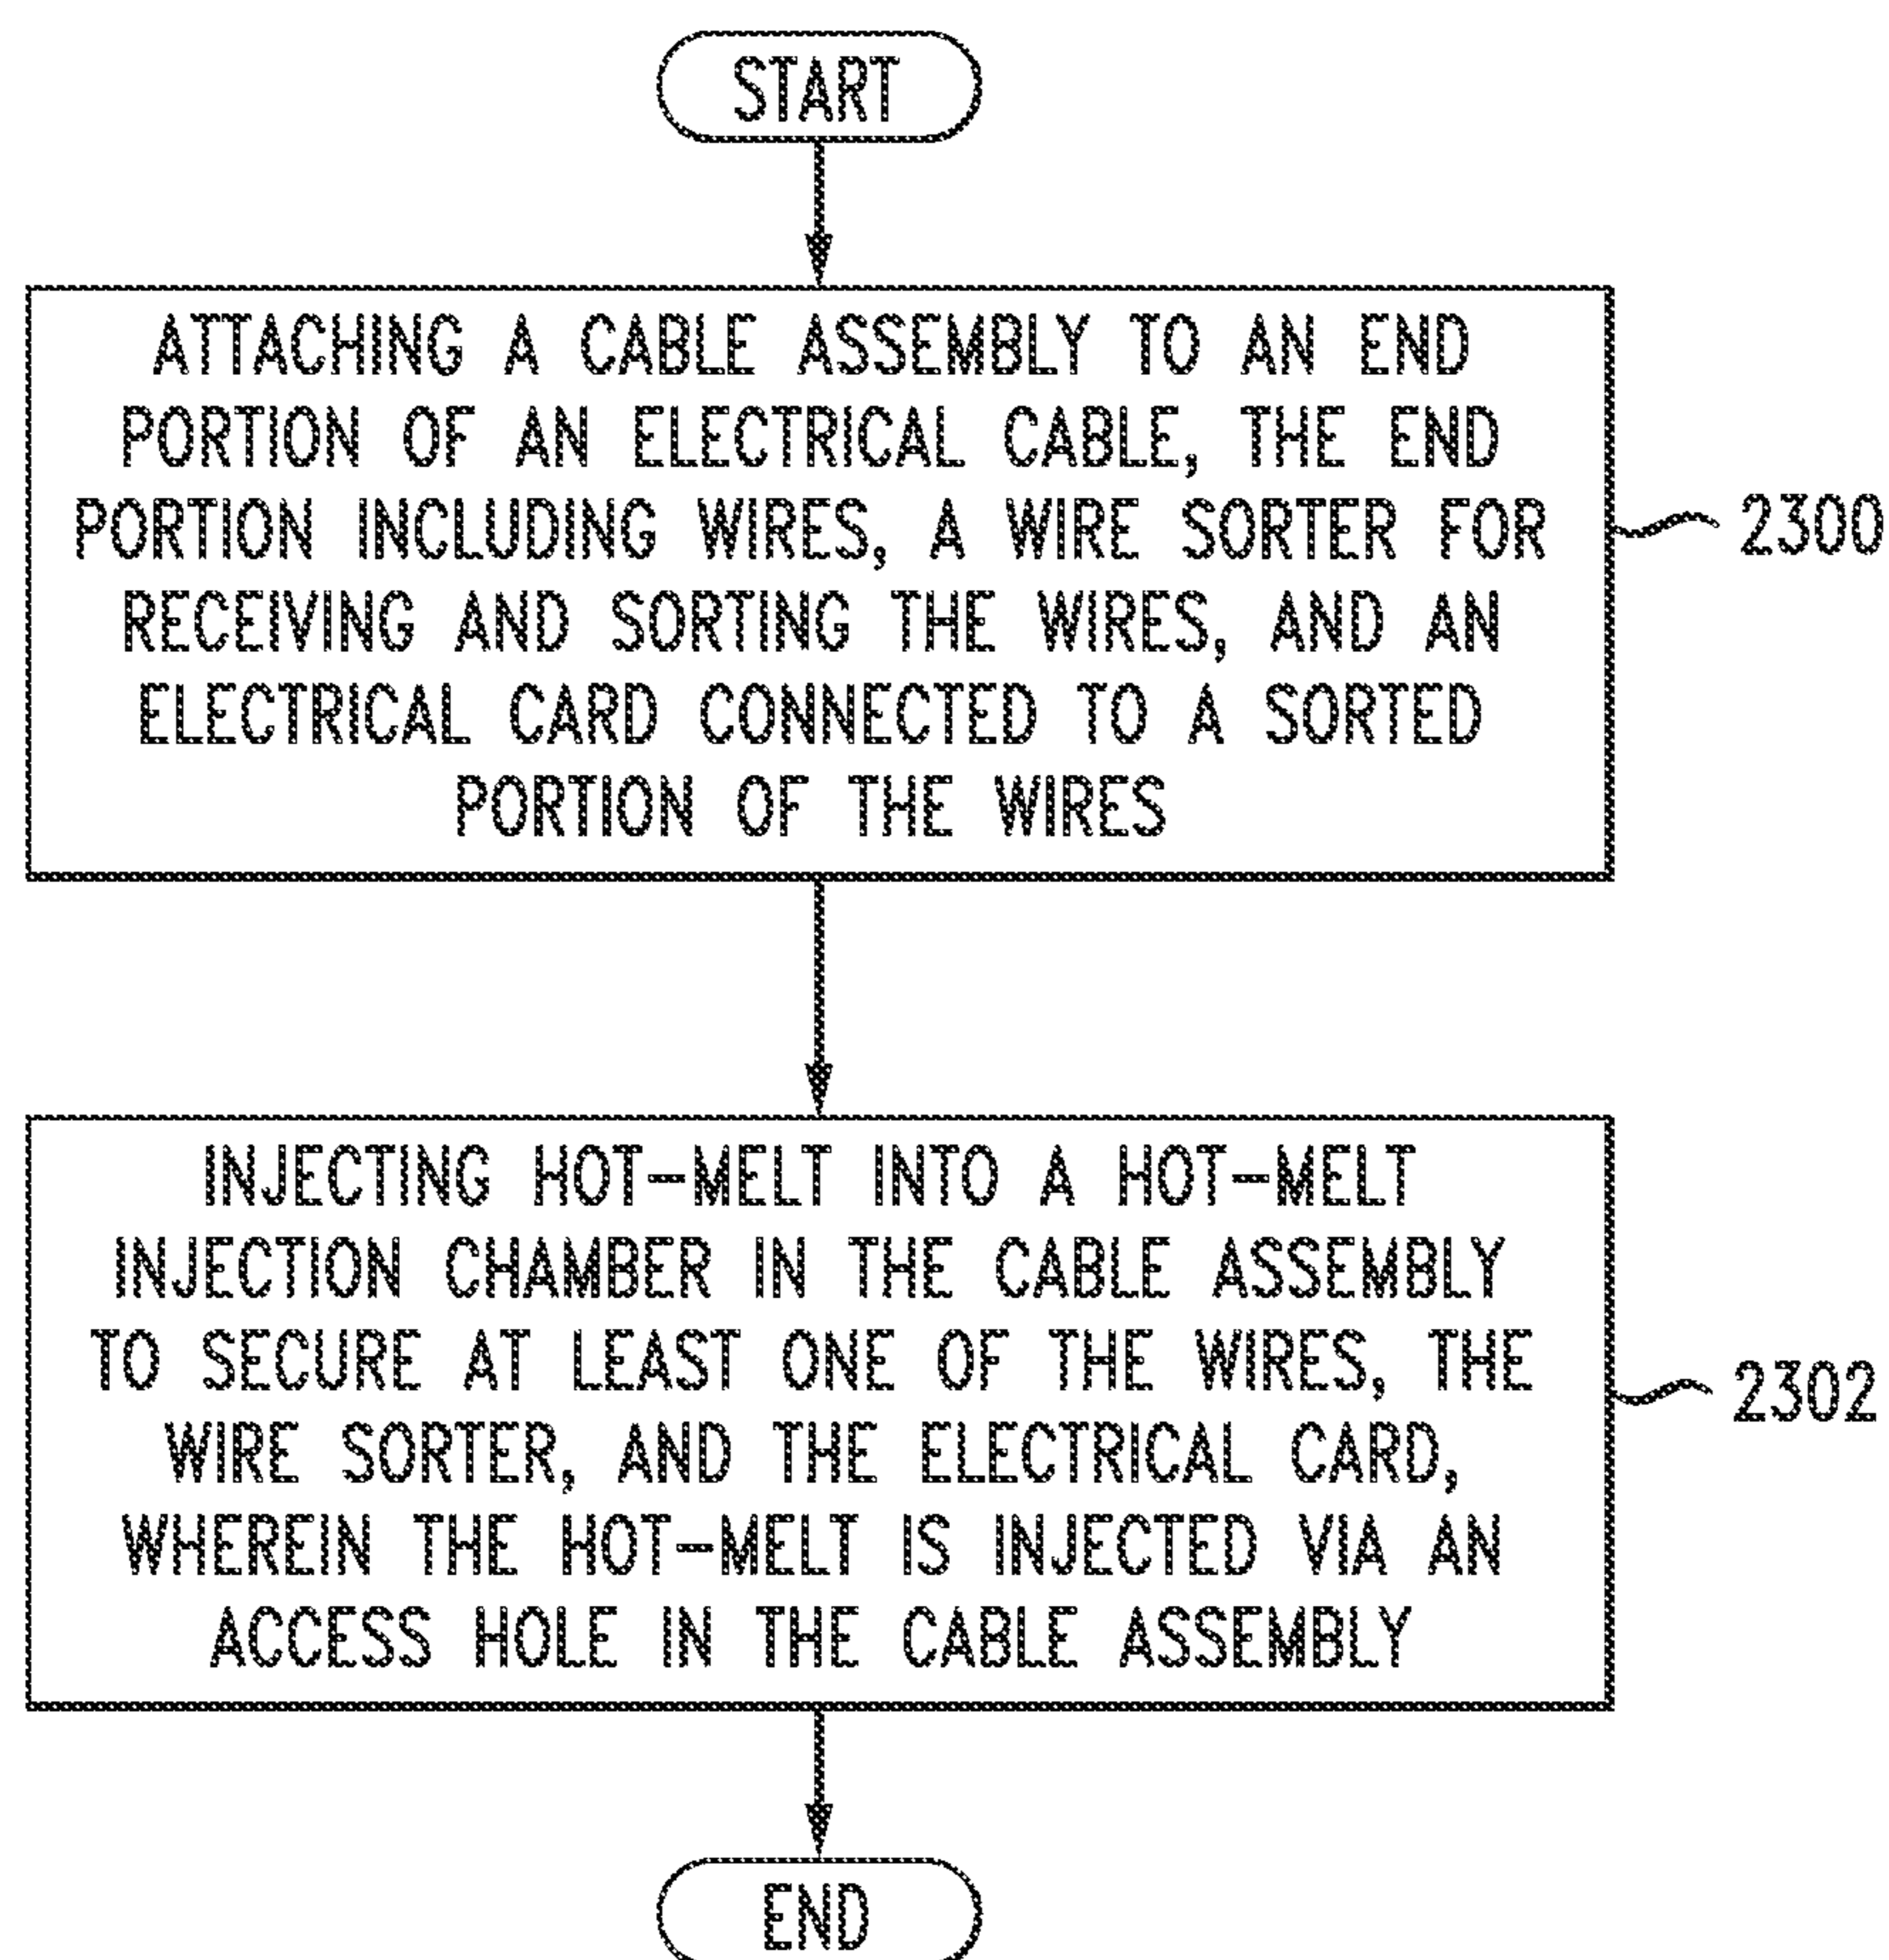 START
ATTACHING A CABLE ASSEMBLY TO AN END
PORTION OF AN ELECTRICAL CABLE, THE END
PORTION INCLUDING WIRES, A WIRE SORTER FOR
RECEIVING AND SORTING THE WIRES, AND AN
ELECTRICAL CARD CONNECTED TO A SORTED
PORTION OF THE WIRES
2300
INJECTING HOT-MELT INTO A HOT-MELT
INJECTION CHAMBER IN THE CABLE ASSEMBLY
TO SECURE AT LEAST ONE OF THE WIRES, THE
WIRE SORTER, AND THE ELECTRICAL CARD,
WHEREIN THE HOT-MELT IS INJECTED VIA AN
ACCESS HOLE IN THE CABLE ASSEMBLY
2302
END